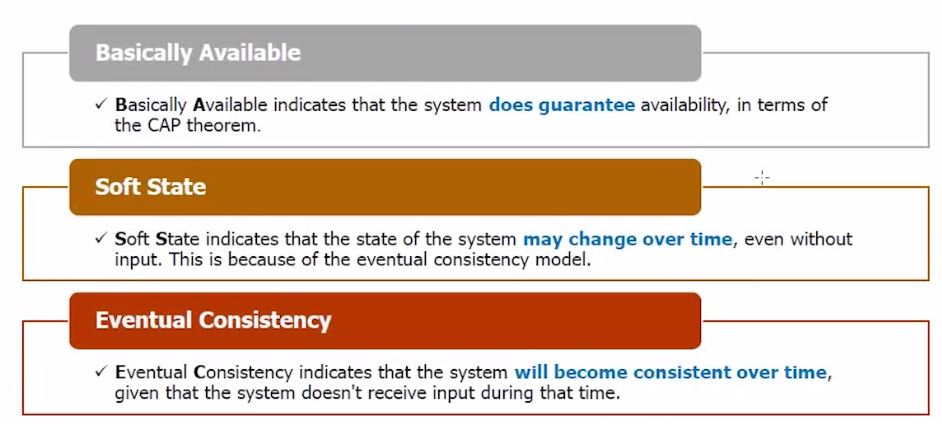 Basically Available
✓ Basically Available indicates that the system does guarantee availability, in terms of
the CAP theorem.
Soft State
✓ Soft State indicates that the state of the system may change over time, even without
input. This is because of the eventual consistency model.
Eventual Consistency
✓ Eventual Consistency indicates that the system will become consistent over time,
given that the system doesn't receive input during that time.